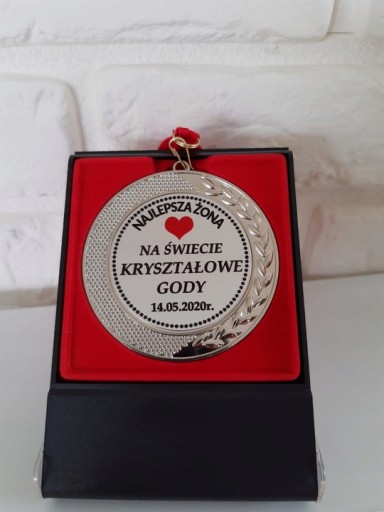 NAJLEPSZA ŻONA
NA ŚWIECIE
KRYSZTAŁOWE
GODY
14.05.2020r.